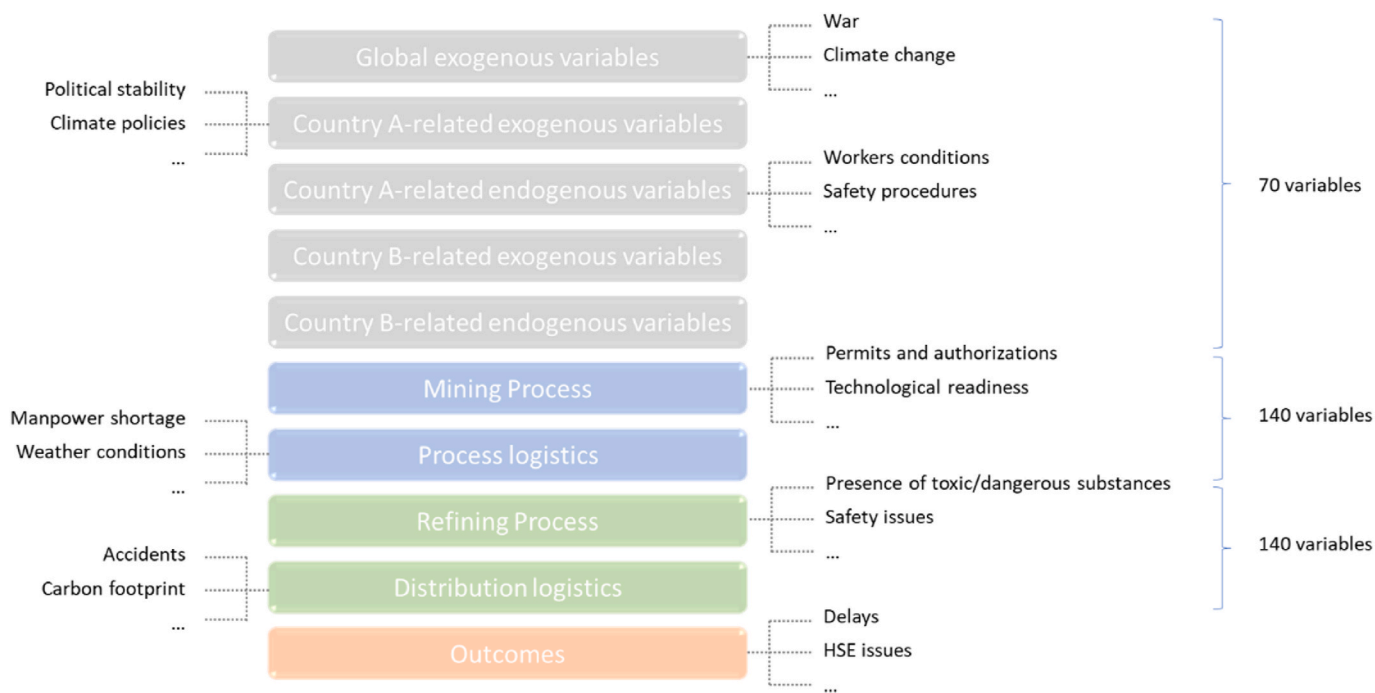 War
Global exogenous variables
Climate change
...
Political stability
Climate policies
...
Country A-related exogenous variables
Workers conditions
Country A-related endogenous variables
Safety procedures
...
70 variables
Country B-related exogenous variables
Country B-related endogenous variables
Permits and authorizations
Mining Process
Technological readiness
...
140 variables
Manpower shortage
Weather conditions
...
Process logistics
Presence of toxic/dangerous substances
Refining Process
Safety issues
...
140 variables
Accidents
Carbon footprint
...
Distribution logistics
Delays
Outcomes
HSE issues
...